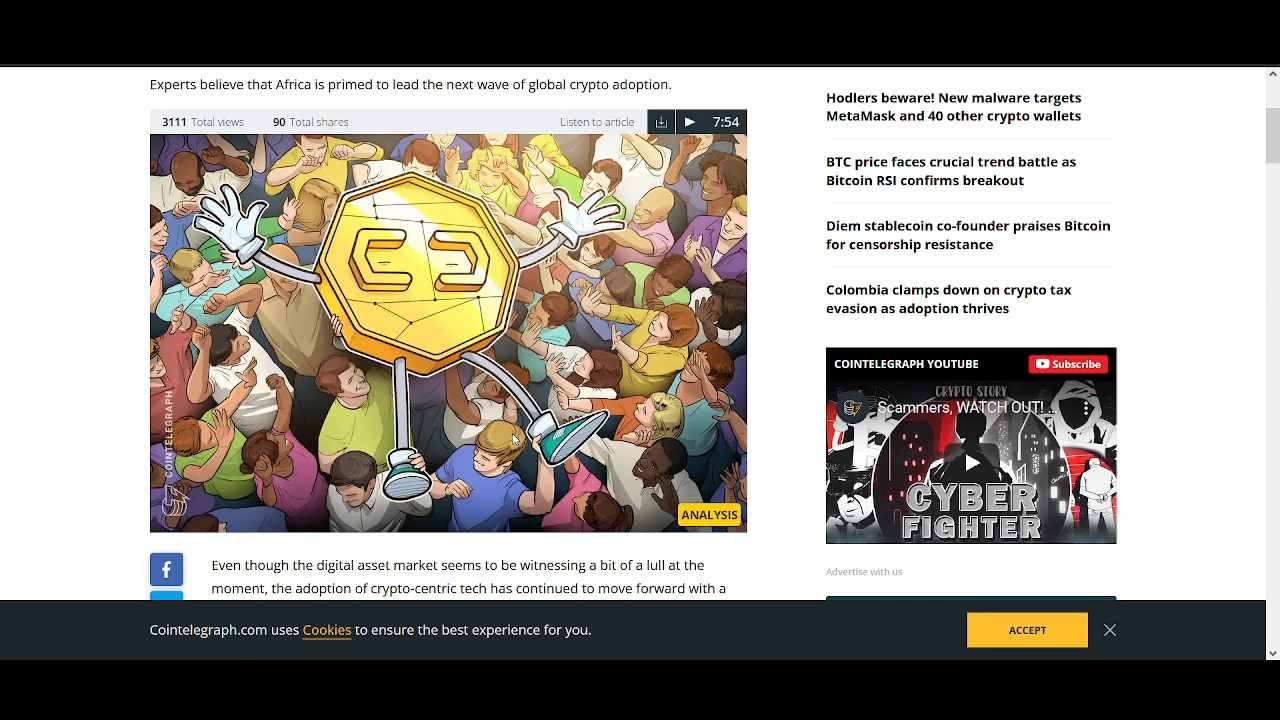 Experts believe that Africa is primed to lead the next wave of global crypto adoption.
3111 Total views 90 Total shares Listen to article 7:54
COINTELEGRAPH
ANALYSIS
Even though the digital asset market seems to be witnessing a bit of a lull at the
moment, the adoption of crypto-centric tech has continued to move forward with a
Hodlers beware! New malware targets
MetaMask and 40 other crypto wallets
BTC price faces crucial trend battle as
Bitcoin RSI confirms breakout
Diem stablecoin co-founder praises Bitcoin
for censorship resistance
Colombia clamps down on crypto tax
evasion as adoption thrives
COINTELEGRAPH YOUTUBE Subscribe
CRYPTO STORY
Scammers, WATCH OUT! ...
CYBER
FIGHTER
Advertise with us
Cointelegraph.com uses Cookies to ensure the best experience for you.
ACCEPT